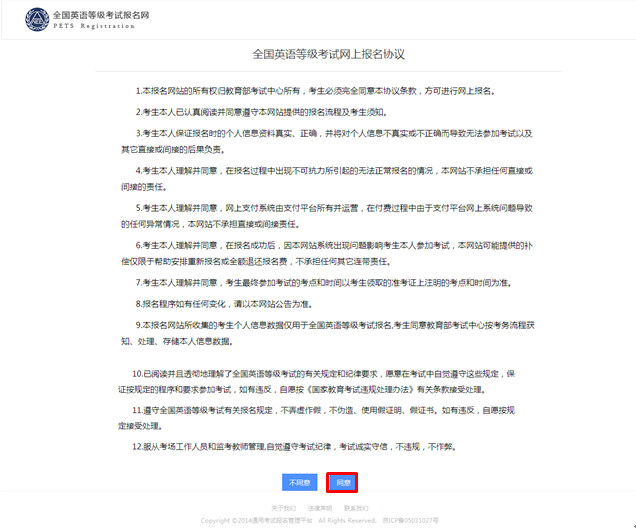 全国英语等级考试报名网
PETS Registration
全国英语等级考试网上报名协议
1.本报名网站的所有权归教育部考试中心所有，考生必须完全同意本协议条款，方可进行网上报名。
2.考生本人已认真阅读并同意遵守本网站提供的报名流程及考生须知。
3.考生本人保证报名时的个人信息资料真实、正确，并将对个人信息不真实或不正确而导致无法参加考试以及
其它直接或间接的后果负责。
4.考生本人理解并同意，在报名过程中出现不可抗力所引起的无法正常报名的情况，本网站不承担任何直接或
间接的责任。
5.考生本人理解并同意，网上支付系统由支付平台所有并运营，在付费过程中由于支付平台网上系统问题导致
的任何异常情况，本网站不承担直接或间接责任。
6.考生本人理解并同意，在报名成功后，因本网站系统出现问题影响考生本人参加考试，本网站可能提供的补
偿仅限于帮助安排重新报名或全额退还报名费，不承担任何其它连带责任。
7.考生本人理解并同意，考生最终参加考试的考点和时间以考生领取的准考证上注明的考点和时间为准。
8.报名程序如有任何变化，请以本网站公告为准。
9.本报名网站所收集的考生个人信息数据仅用于全国英语等级考试报名,考生同意教育部考试中心按考务流程获
知、处理、存储本人信息数据。
10.已阅读并且透彻地理解了全国英语等级考试的有关规定和纪律要求，愿意在考试中自觉遵守这些规定，保
证按规定的程序和要求参加考试，如有违反，自愿按《国家教育考试违规处理办法》有关条款接受处理。
11.遵守全国英语等级考试有关报名规定，不弄虚作假，不伪造、使用假证明、假证书。如有违反，自愿按规
定接受处理。
12.服从考场工作人员和监考教师管理,自觉遵守考试纪律，考试诚实守信，不违规，不作弊。
不同意 同意
关于我们 法律声明 联系我们
Copyright ©2014通用考试报名管理平台 All Rights Reserved. 京ICP备05031027号